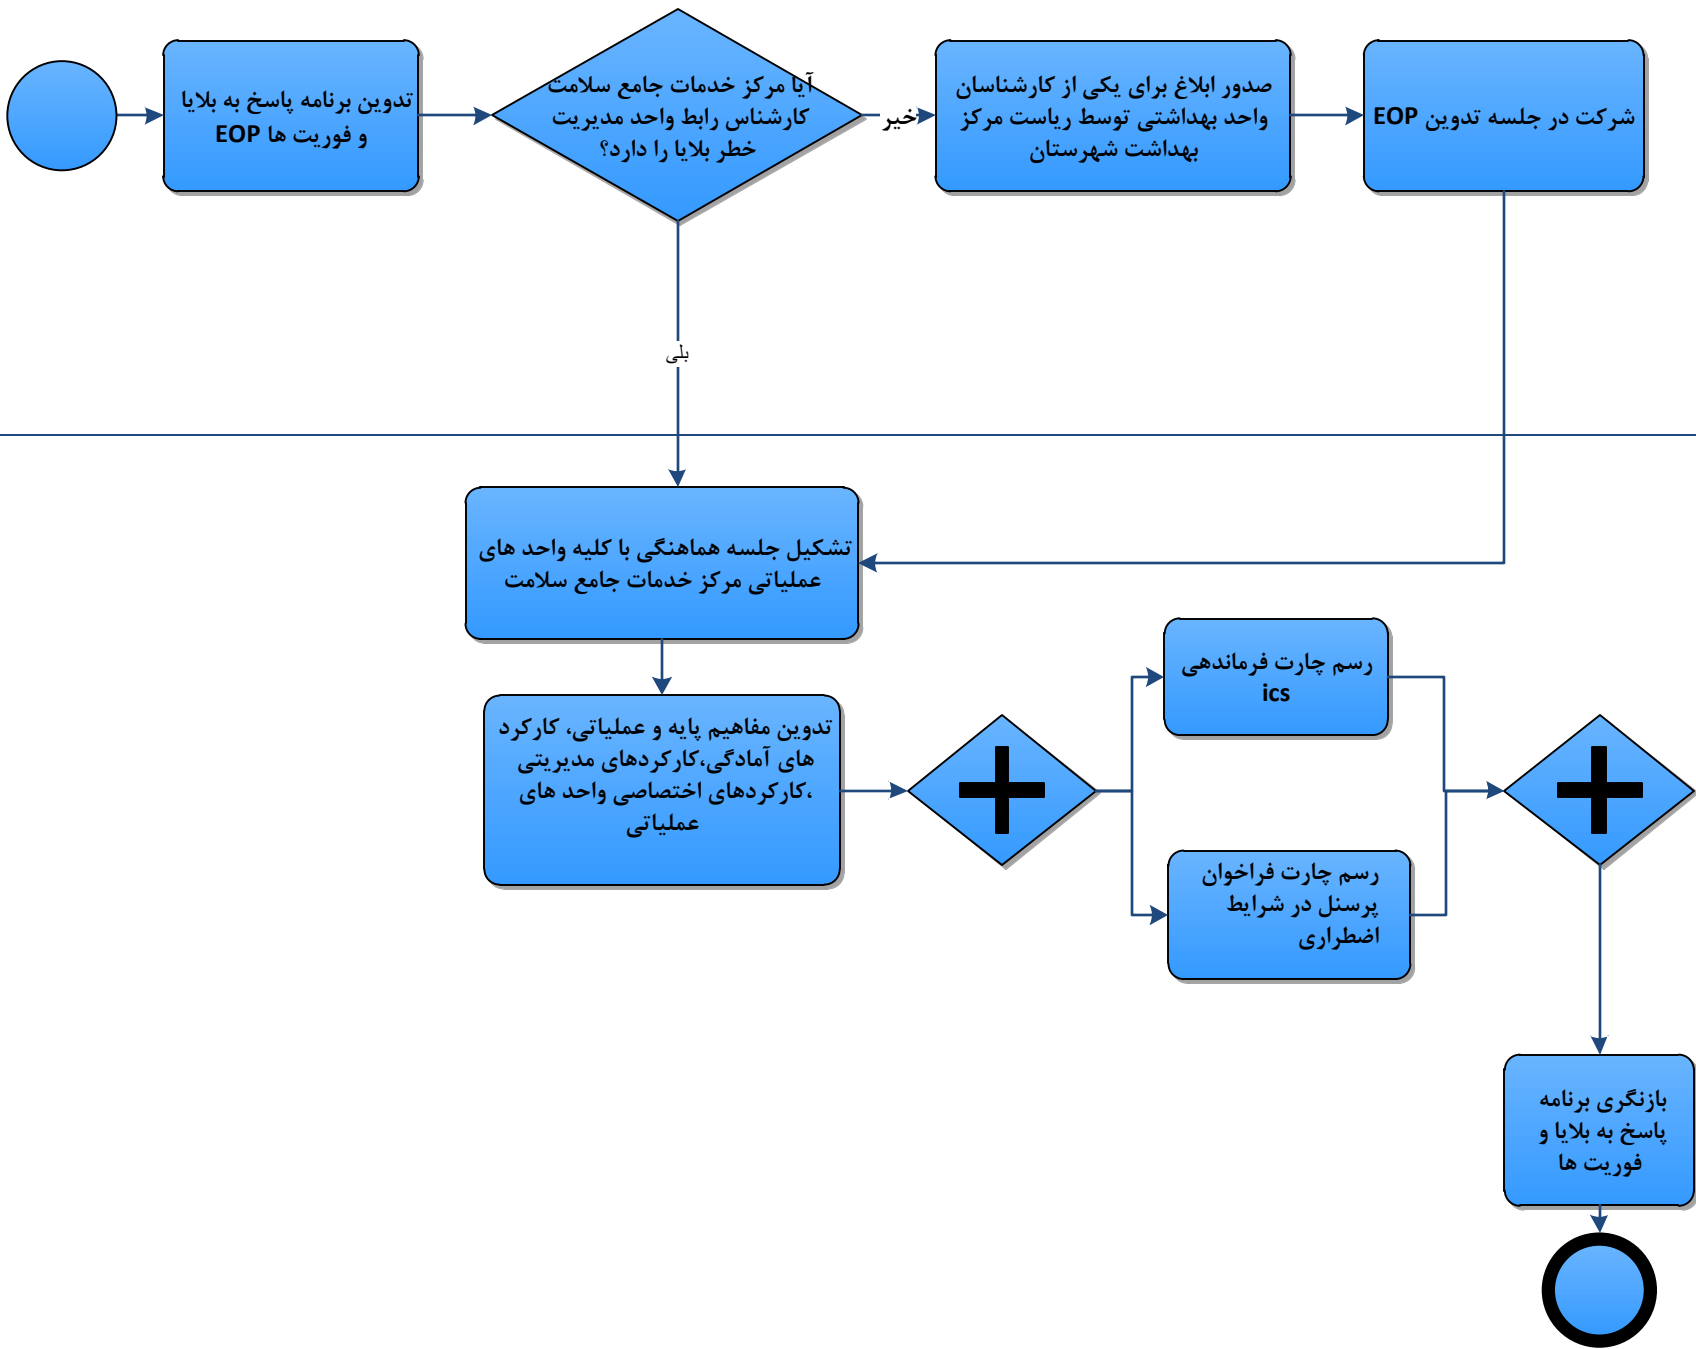 تدوین برنامه پاسخ به بلایا
و فوریت ها EOP
آیا مرکز خدمات جامع سلامت
کارشناس رابط واحد مدیریت
خطر بلایا را دارد؟
خیر
صدور ابلاغ برای یکی از کارشناسان
واحد بهداشتی توسط ریاست مرکز
بهداشت شهرستان
شرکت در جلسه تدوین EOP
بلی
تشکیل جلسه هماهنگی با کلیه واحد های
عملیاتی مرکز خدمات جامع سلامت
تدوین مفاهیم پایه و عملیاتی، کارکرد
های آمادگی،کارکردهای مدیریتی
،کارکردهای اختصاصی واحد های
عملیاتی
رسم چارت فرماندهی
ics
رسم چارت فراخوان
پرسنل در شرایط
اضطراری
بازنگری برنامه
پاسخ به بلایا و
فوریت ها